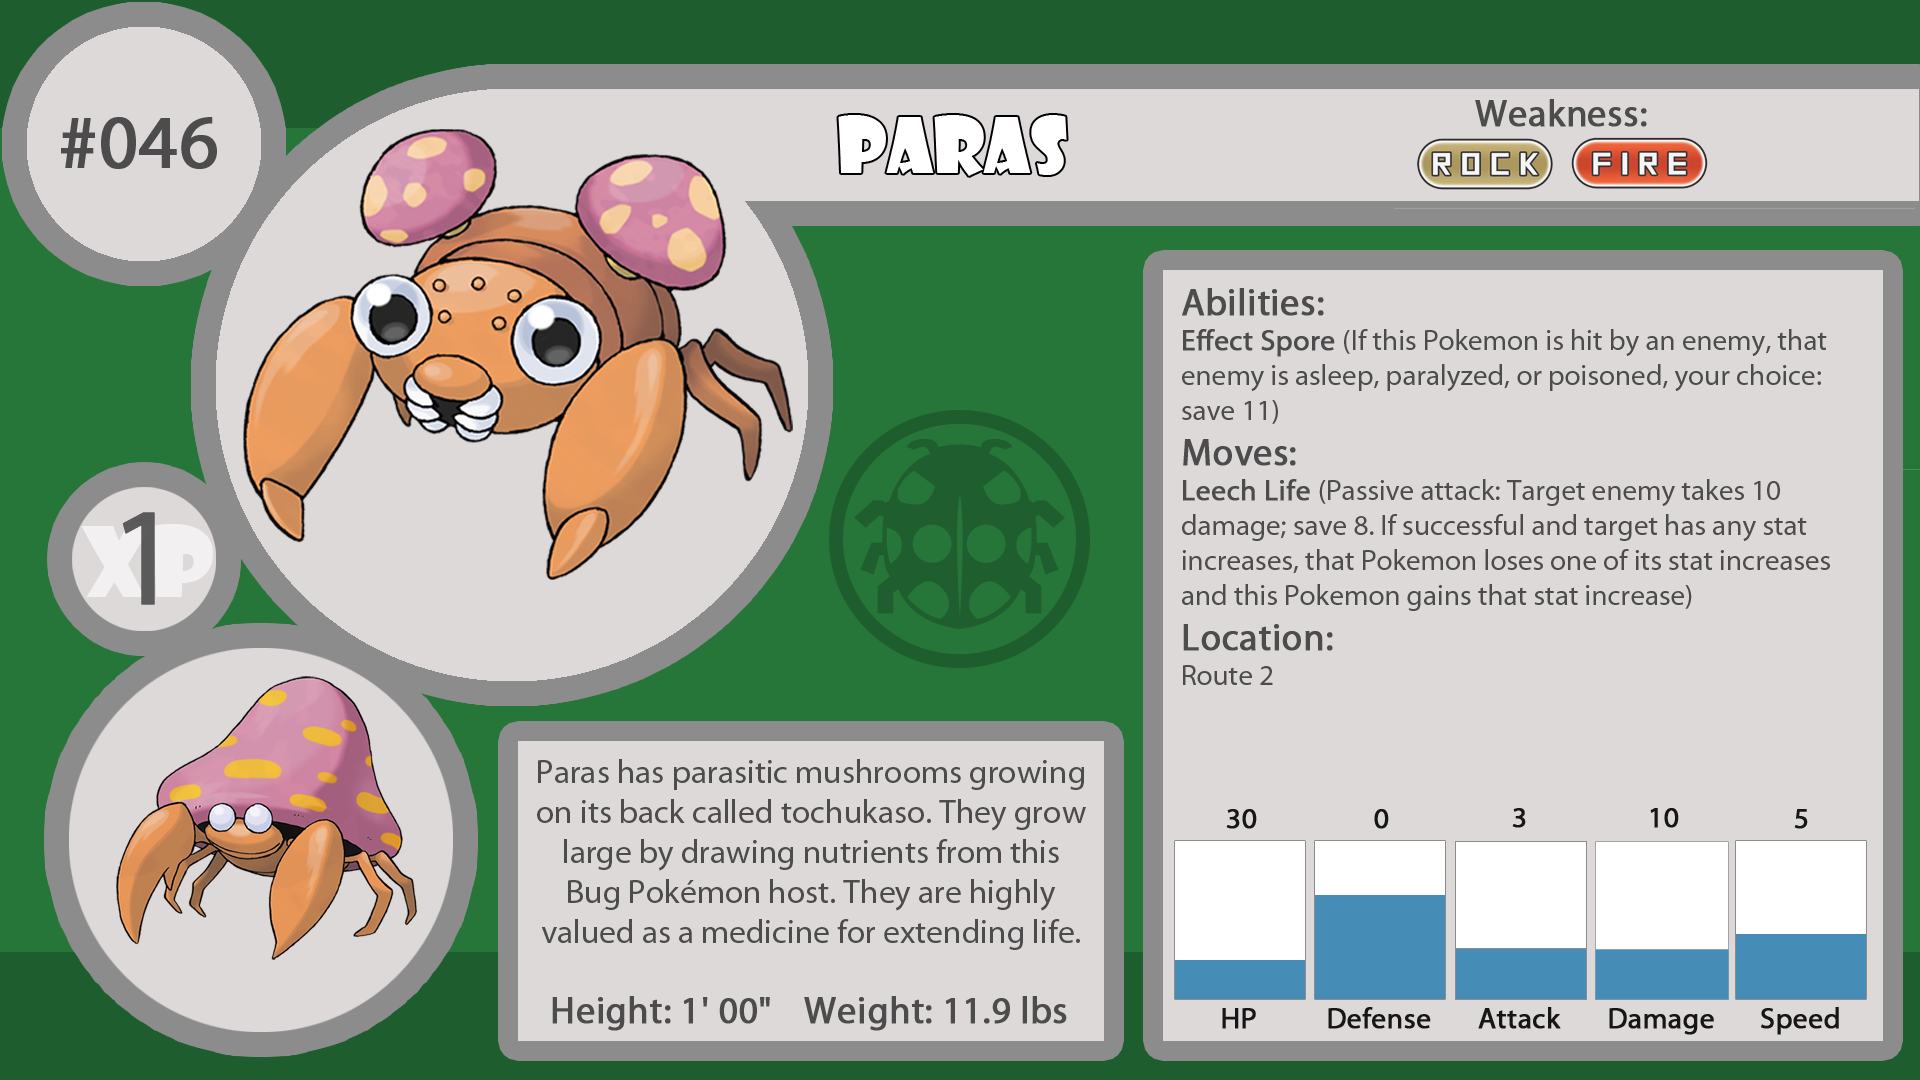 #046
PARAS
Weakness:
ROCK FIRE
XP
1
Abilities:
Effect Spore (If this Pokemon is hit by an enemy, that
enemy is asleep, paralyzed, or poisoned, your choice:
save 11)
Moves:
Leech Life (Passive attack: Target enemy takes 10
damage; save 8. If successful and target has any stat
increases, that Pokemon loses one of its stat increases
and this Pokemon gains that stat increase)
Location:
Route 2
Paras has parasitic mushrooms growing
on its back called tochukaso. They grow
large by drawing nutrients from this
Bug Pokémon host. They are highly
valued as a medicine for extending life.
Height: 1' 00" Weight: 11.9 lbs
30 0 3 10 5
HP Defense Attack Damage Speed